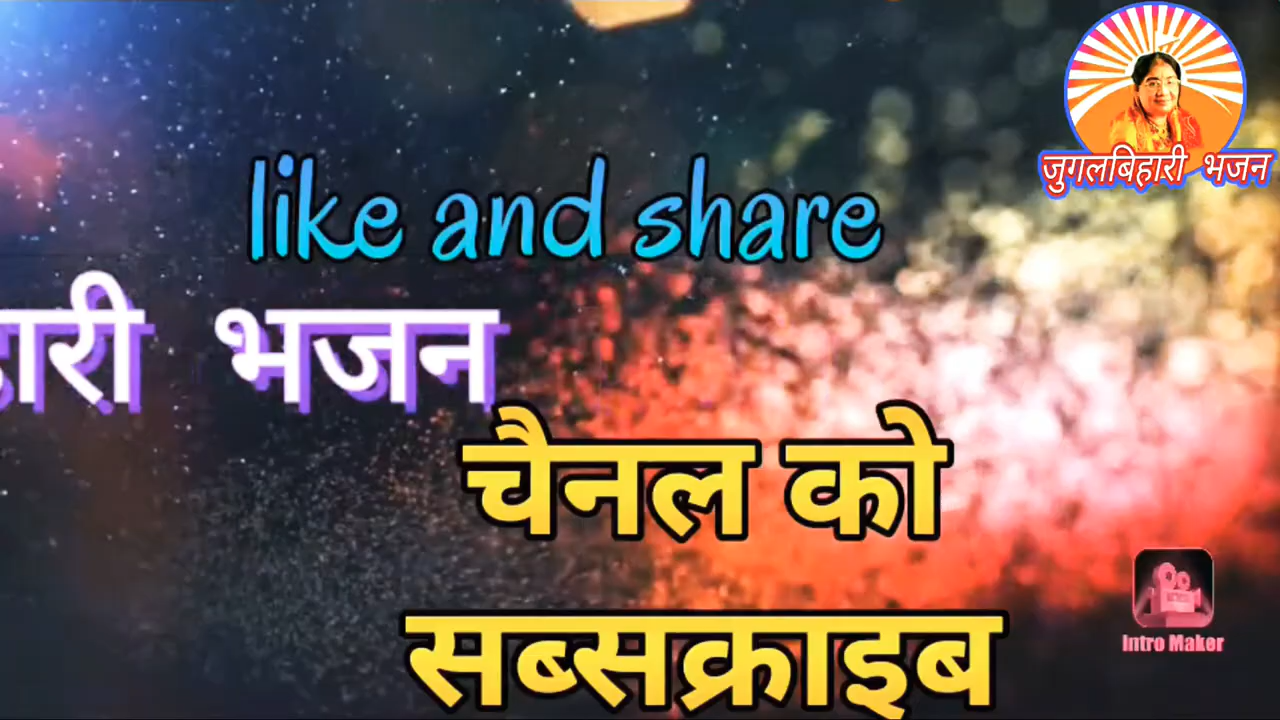 जुगलबिहारी भजन
like and share
भजन
चैनल को
सब्सक्राइब
Intro Maker